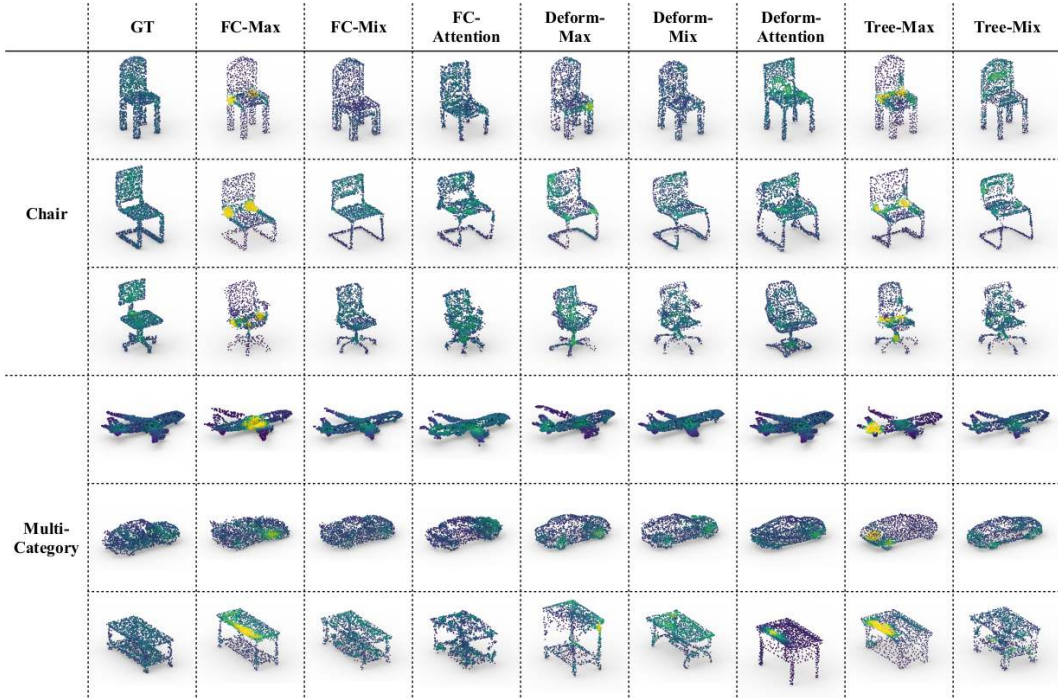 GT FC-Max FC-Mix FC- Deform- Deform- Deform- Tree-Max Tree-Mix
Attention Max Mix Attention
Chair
Multi-
Category